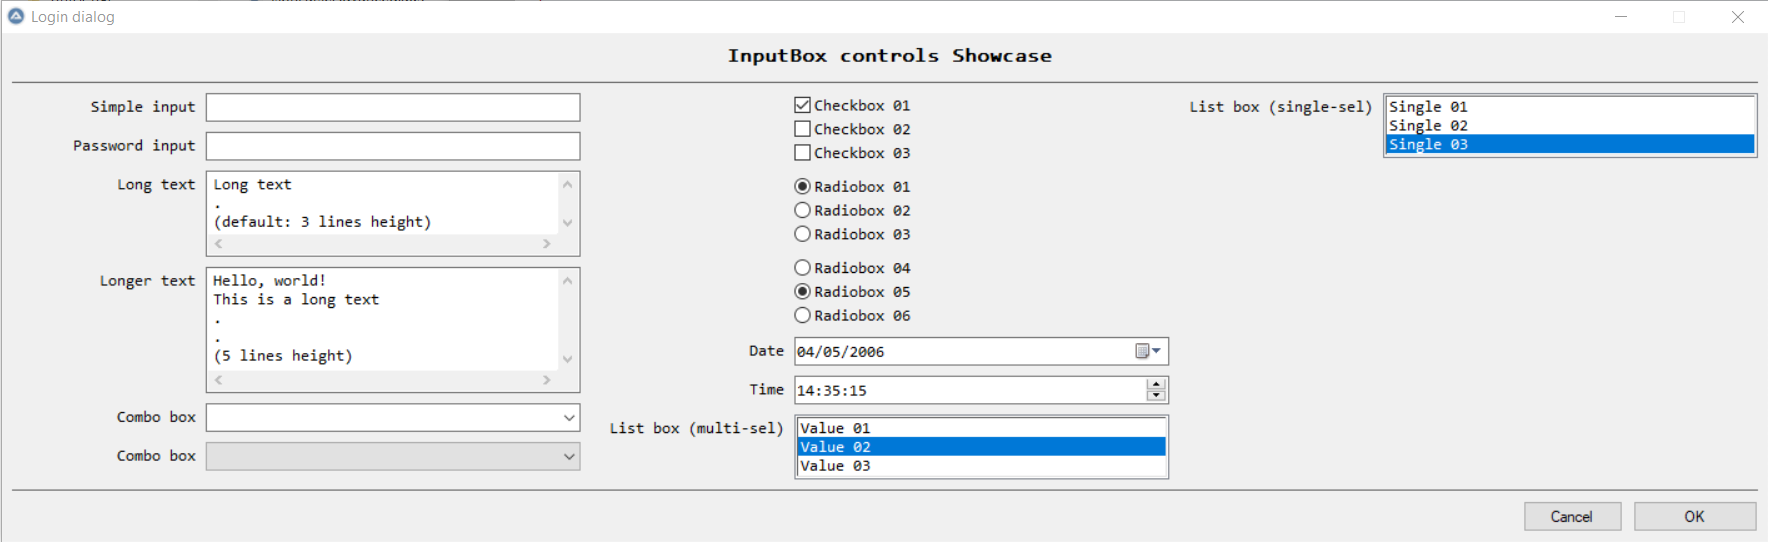 Login dialog
InputBox controls Showcase
Simple input
Password input
Long text
Long text
.
(default: 3 lines height)
Longer text
Hello, world!
This is a long text
.
.
(5 lines height)
Combo box
Combo box
Checkbox 01
Checkbox 02
Checkbox 03
Radiobox 01
Radiobox 02
Radiobox 03
Radiobox 04
Radiobox 05
Radiobox 06
Date
04/05/2006
Time
14:35:15
List box (multi-sel)
Value 01
Value 02
Value 03
List box (single-sel)
Single 01
Single 02
Single 03
Cancel
OK